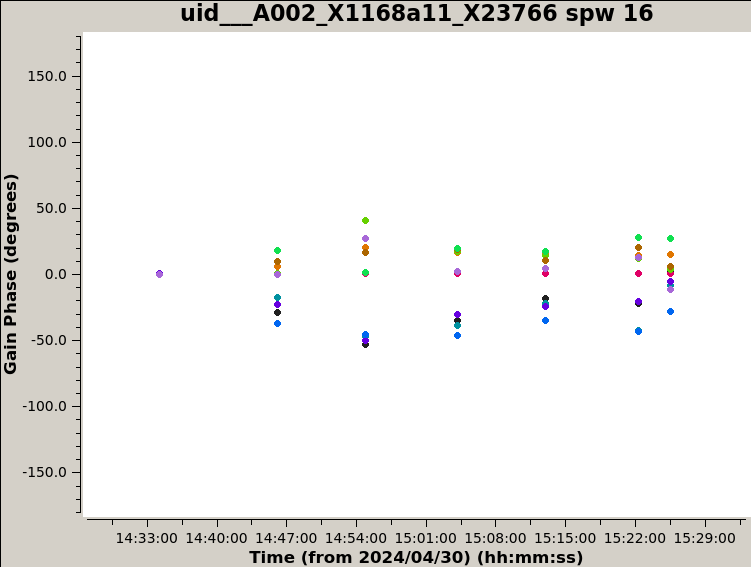 uid___A002_X1168a11_X23766 spw 16
150.0
100.0
50.0
0.0
-50.0
-100.0
-150.0
Gain Phase (degrees)
14:33:00 14:40:00 14:47:00 14:54:00 15:01:00 15:08:00 15:15:00 15:22:00 15:29:00
Time (from 2024/04/30) (hh:mm:ss)